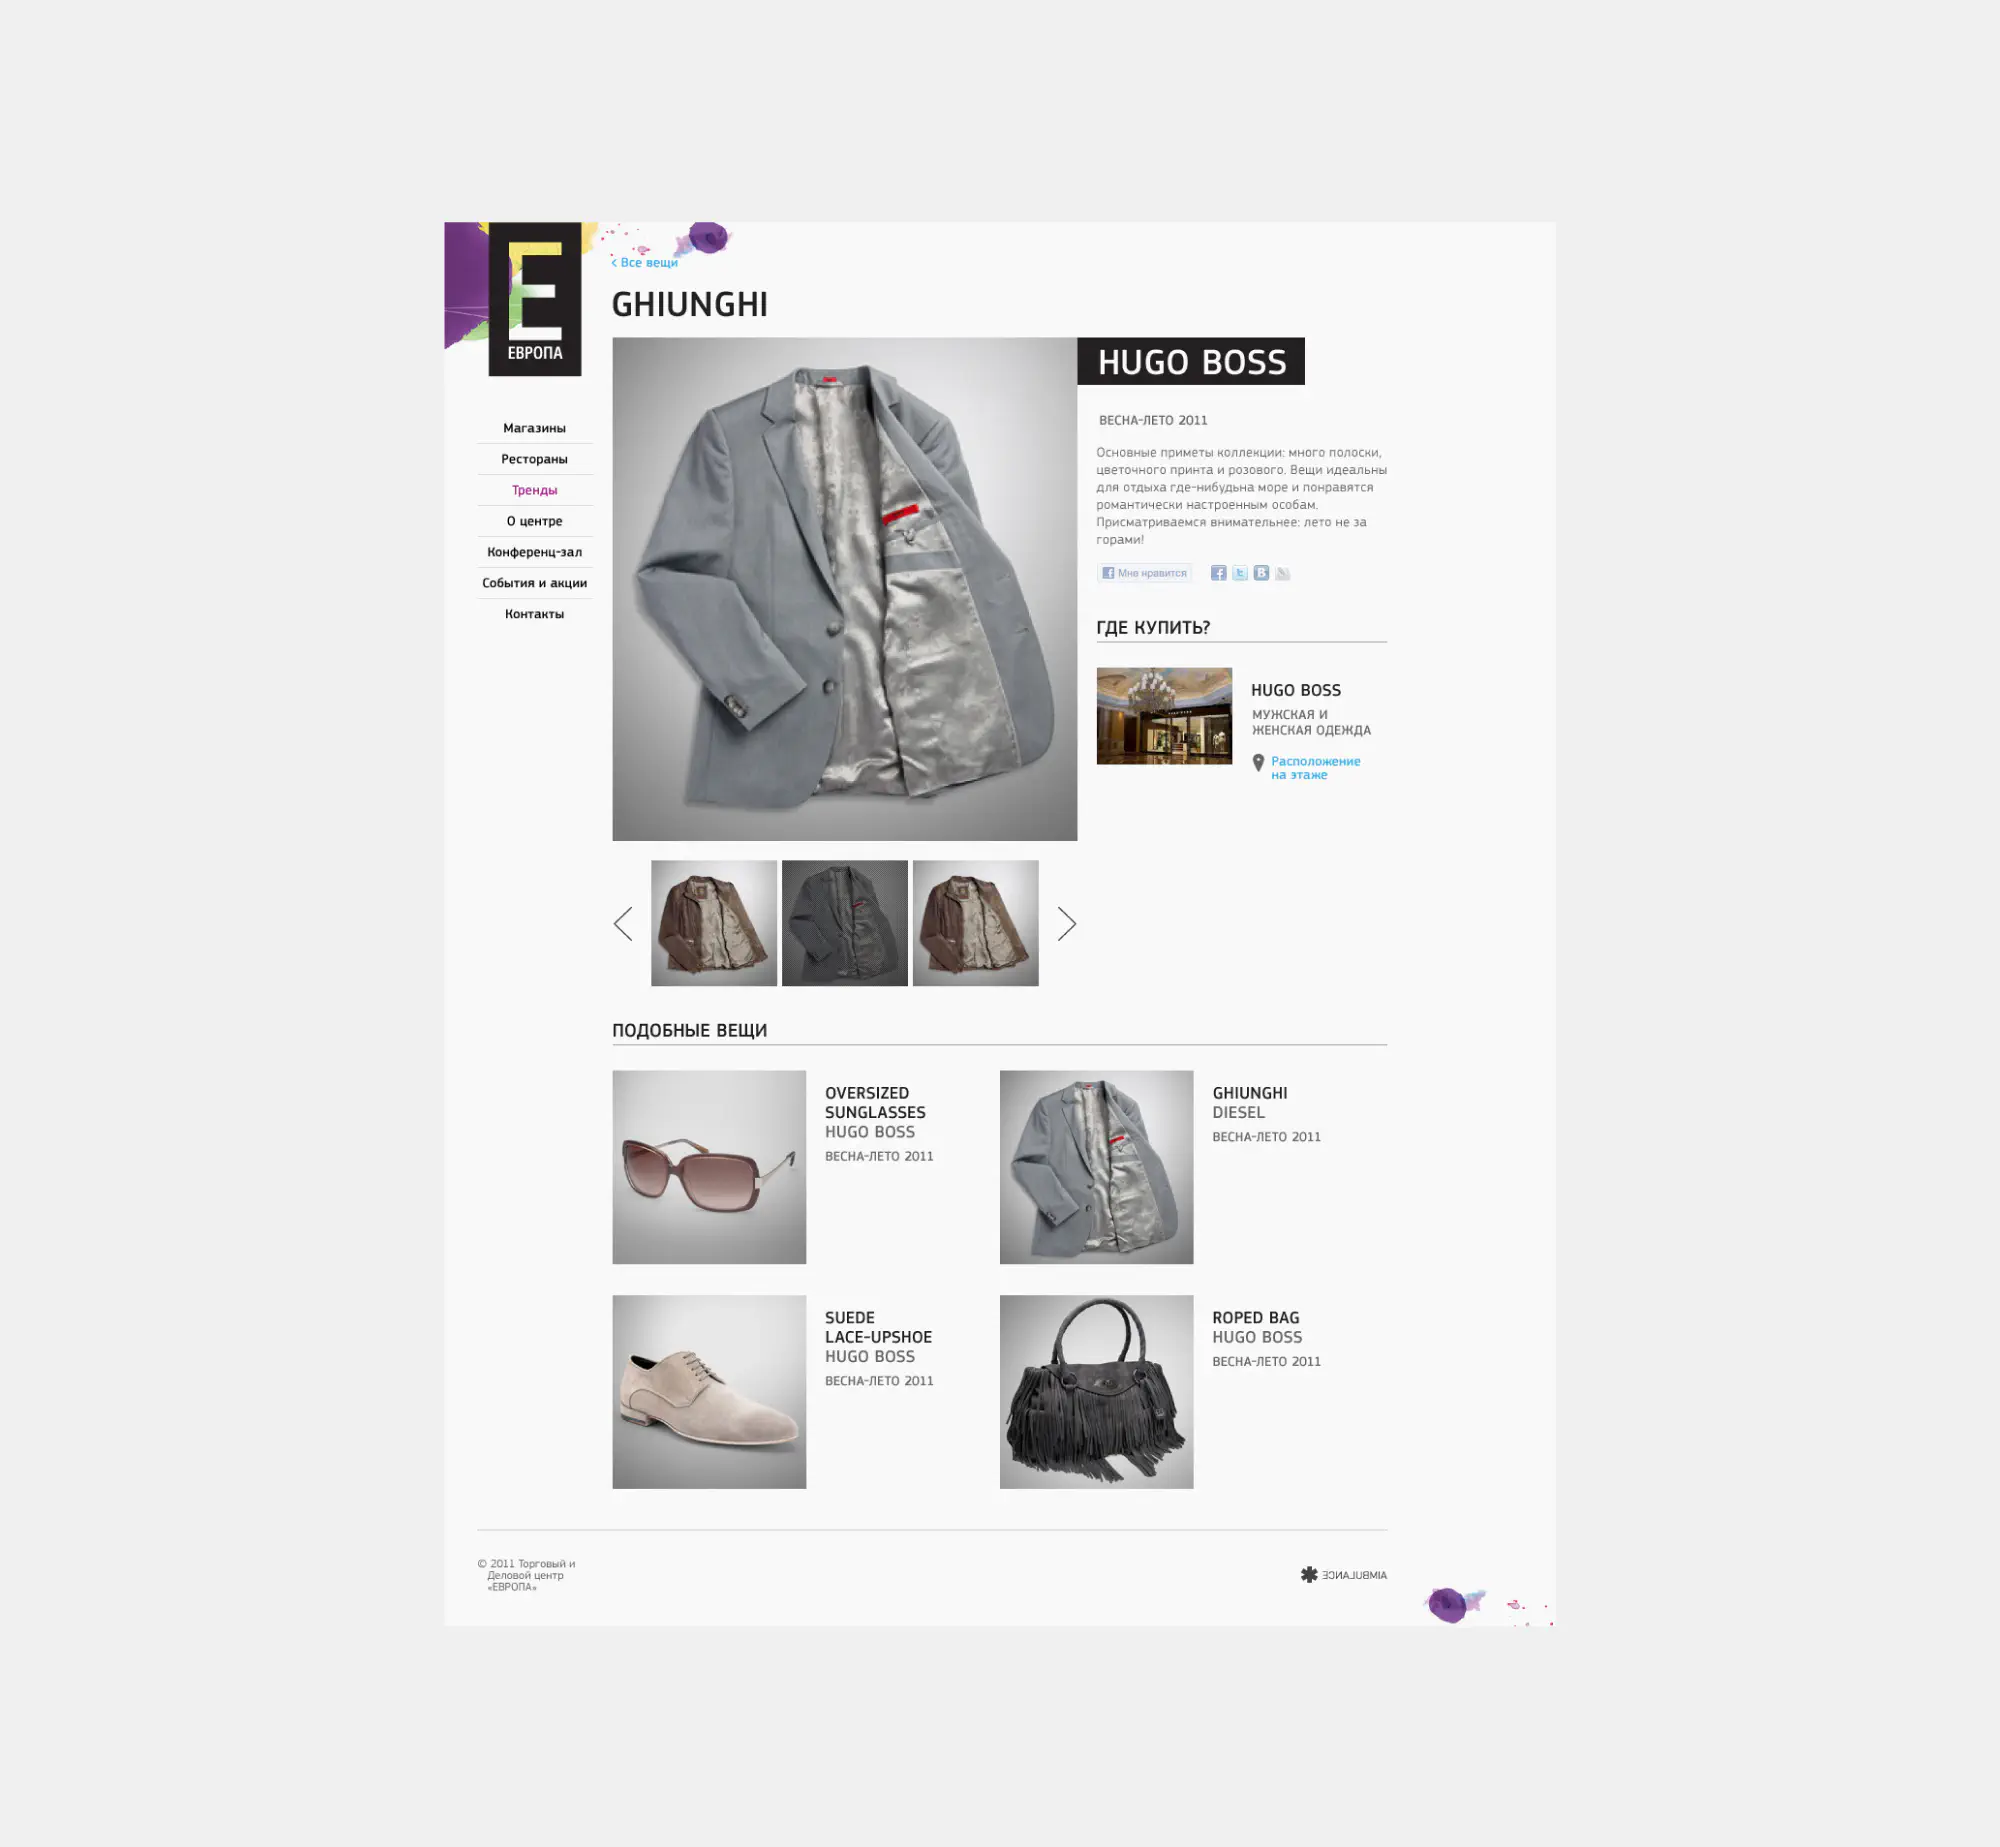 ЕВРОПА
< Все вещи
GHIUNGHI
HUGO BOSS
Магазины
Рестораны
Тренды
О центре
Конференц-зал
События и акции
Контакты
ВЕСНА-ЛЕТО 2011
Основные приметы коллекции: много полоски,
цветочного принта и розового. Вещи идеальны
для отдыха где-нибудьна море и понравятся
романтически настроенным особам.
Присматриваемся внимательнее: лето не за
горами!
Мне нравится
ГДЕ КУПИТЬ?
HUGO BOSS
МУЖСКАЯ И
ЖЕНСКАЯ ОДЕЖДА
Расположение
на этаже
ПОДОБНЫЕ ВЕЩИ
OVERSIZED
SUNGLASSES
HUGO BOSS
ВЕСНА-ЛЕТО 2011
GHIUNGHI
DIESEL
ВЕСНА-ЛЕТО 2011
SUEDE
LACE-UPSHOE
HUGO BOSS
ВЕСНА-ЛЕТО 2011
ROPED BAG
HUGO BOSS
ВЕСНА-ЛЕТО 2011
© 2011 Торговый и
Деловой центр
«ЕВРОПА»
AIMBULANCE